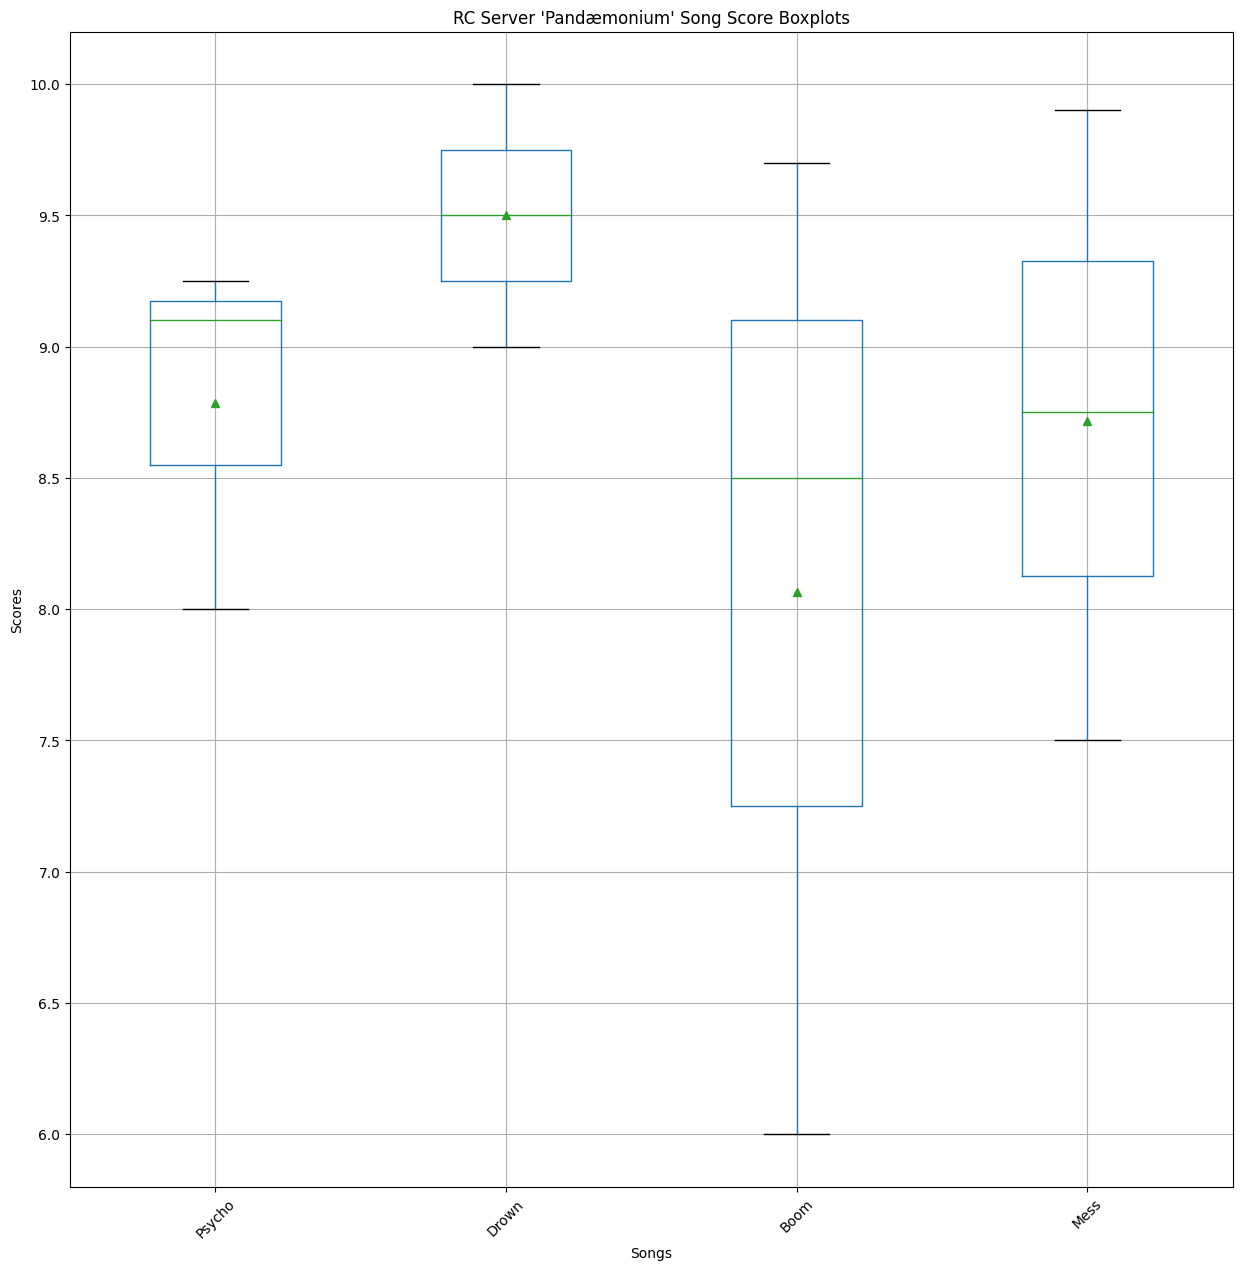 RC Server 'Pandæmonium' Song Score Boxplots
10.0
9.5
9.0
8.5
8.0
7.5
7.0
6.5
6.0
Scores
Psycho
Drown
Boom
Mess
Songs